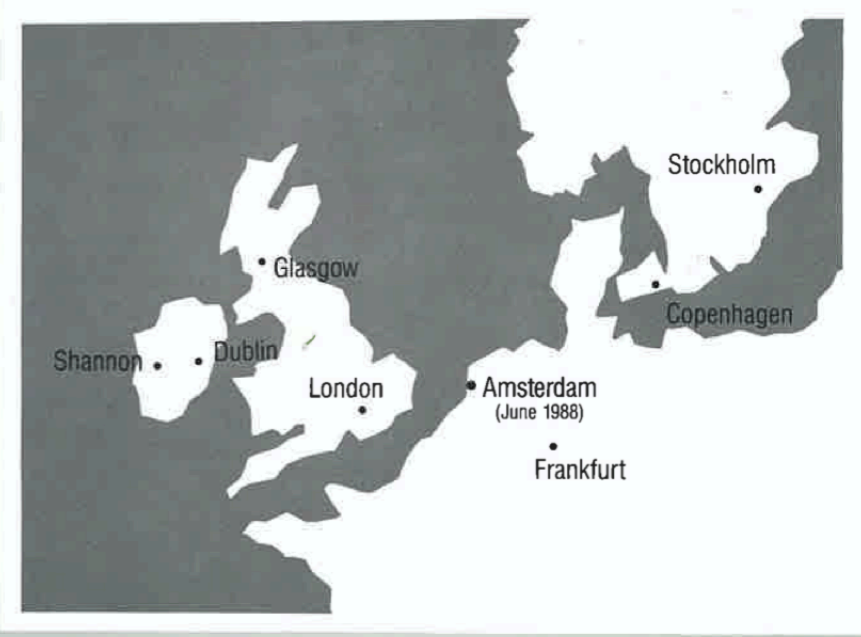 Stockholm
Glasgow
Copenhagen
Shannon
Dublin
London
Amsterdam
(June 1988)
Frankfurt